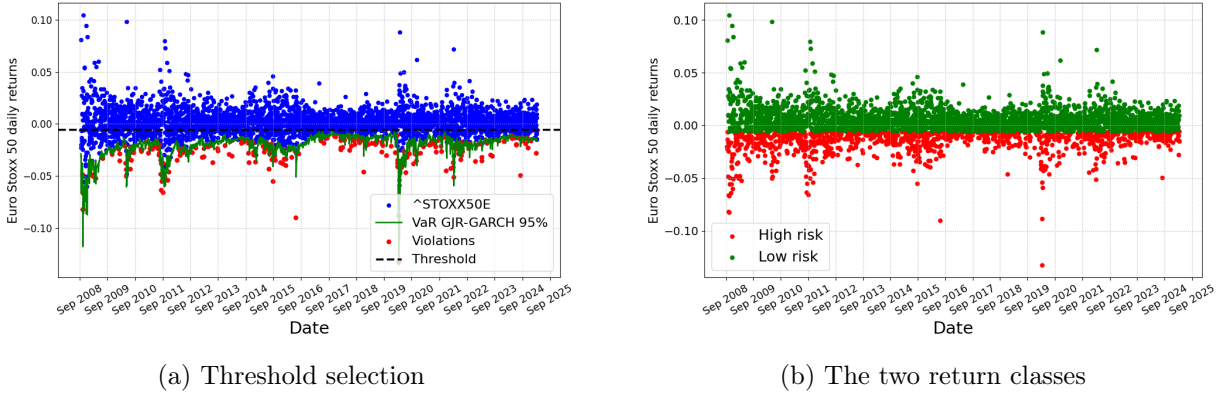 0.10
0.05
0.00
−0.05
−0.10
Euro Stoxx 50 daily returns
^STOXX50E
VaR GJR-GARCH 95%
Violations
Threshold
Sep 2008
Sep 2009
Sep 2010
Sep 2011
Sep 2012
Sep 2013
Sep 2014
Sep 2015
Sep 2016
Sep 2017
Sep 2018
Sep 2019
Sep 2020
Sep 2021
Sep 2022
Sep 2023
Sep 2024
Sep 2025
Date
(a) Threshold selection
0.10
0.05
0.00
−0.05
−0.10
Euro Stoxx 50 daily returns
High risk
Low risk
Sep 2008
Sep 2009
Sep 2010
Sep 2011
Sep 2012
Sep 2013
Sep 2014
Sep 2015
Sep 2016
Sep 2017
Sep 2018
Sep 2019
Sep 2020
Sep 2021
Sep 2022
Sep 2023
Sep 2024
Sep 2025
Date
(b) The two return classes